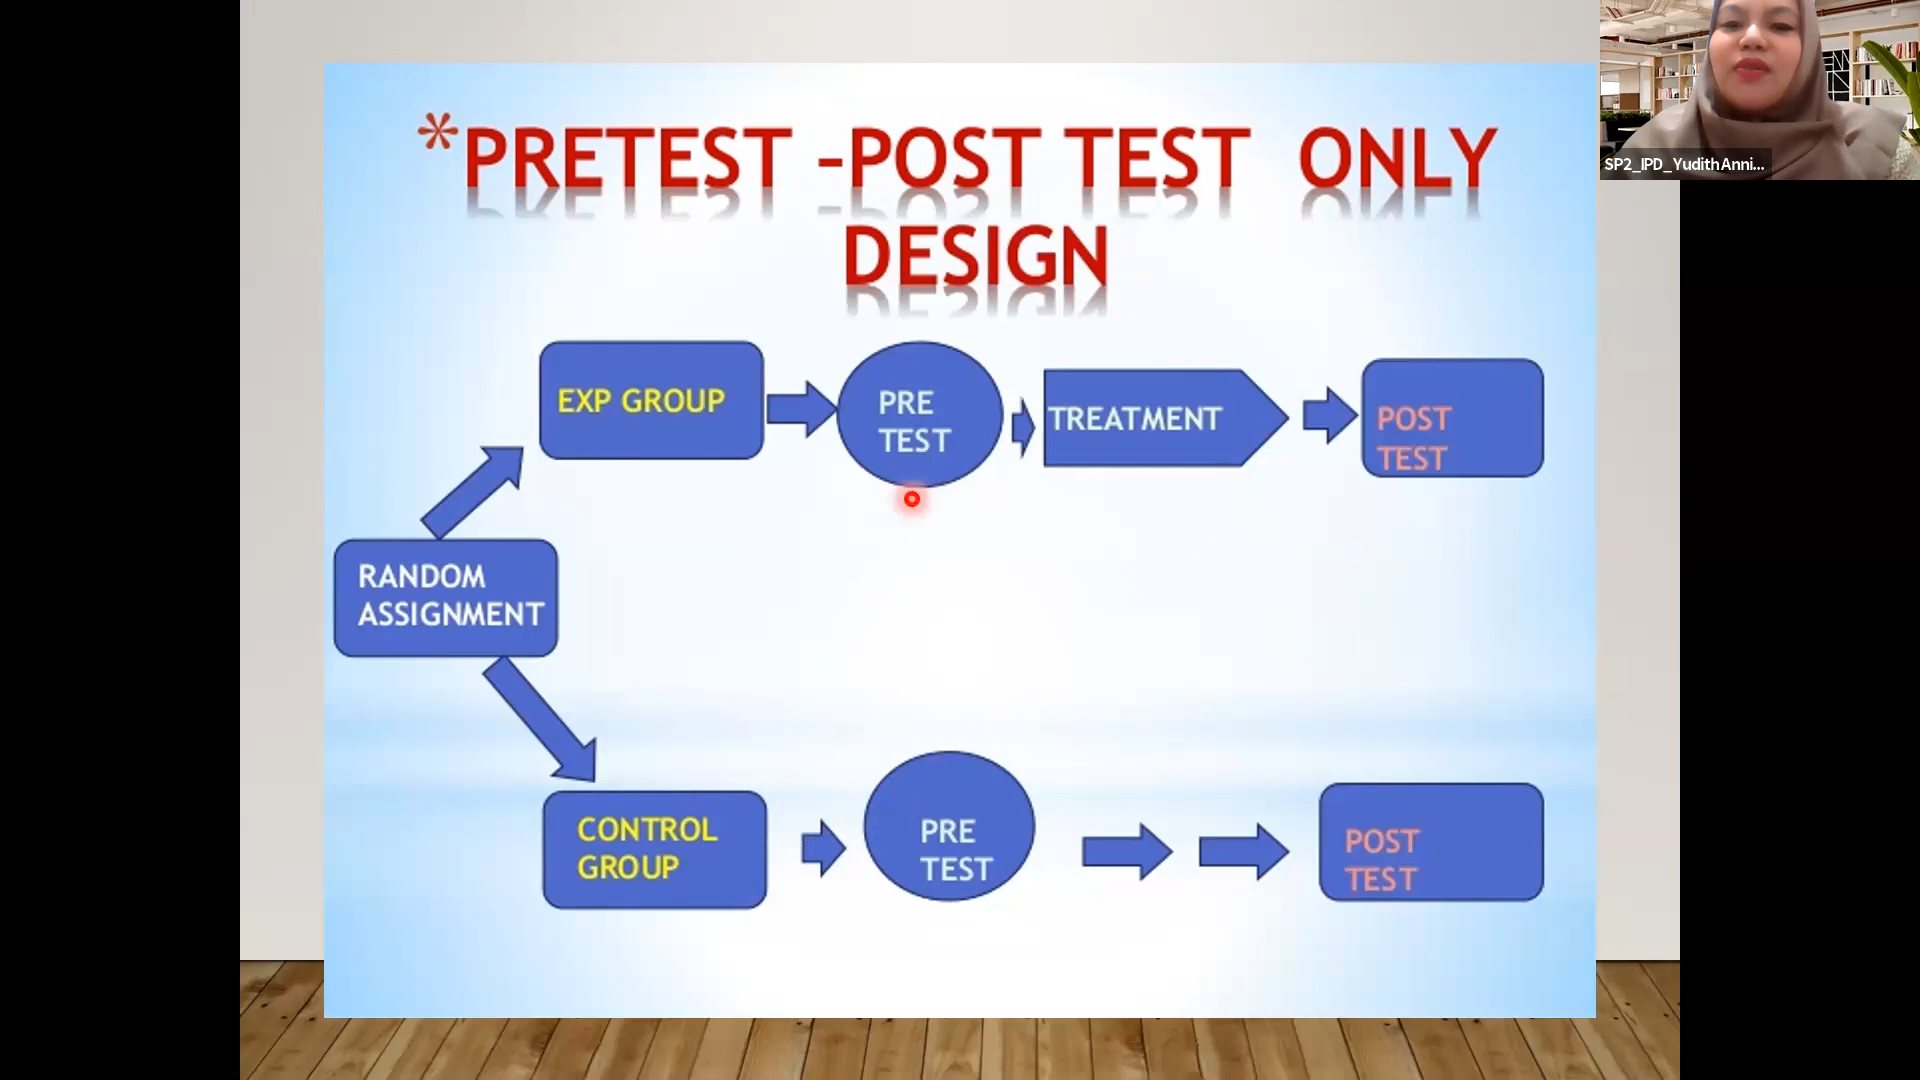 *PRETEST -POST TEST ONLY
DESIGN
EXP GROUP
PRE
TEST
TREATMENT
POST
TEST
RANDOM
ASSIGNMENT
CONTROL
GROUP
PRE
TEST
POST
TEST
SP2_IPD_YudithAnni...